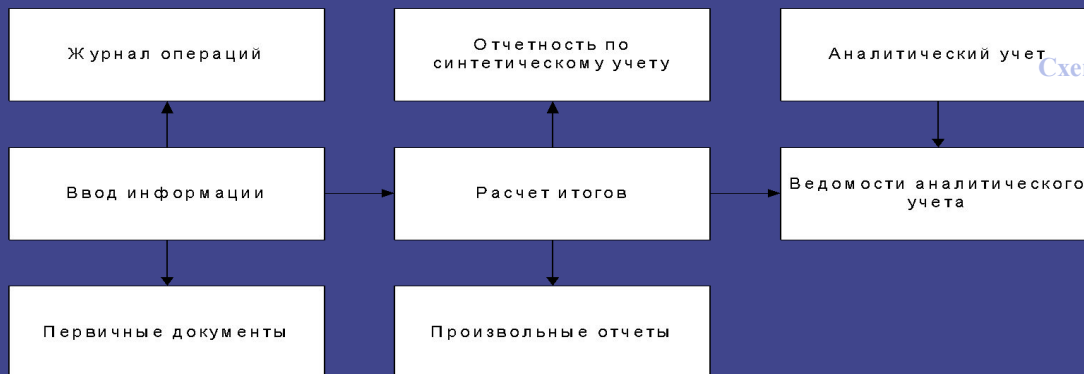 Журнал операций
Отчетность по
синтетическому учету
Аналитический учет
Ввод информации
Расчет итогов
Ведомости аналитического
учета
Первичные документы
Произвольные отчеты